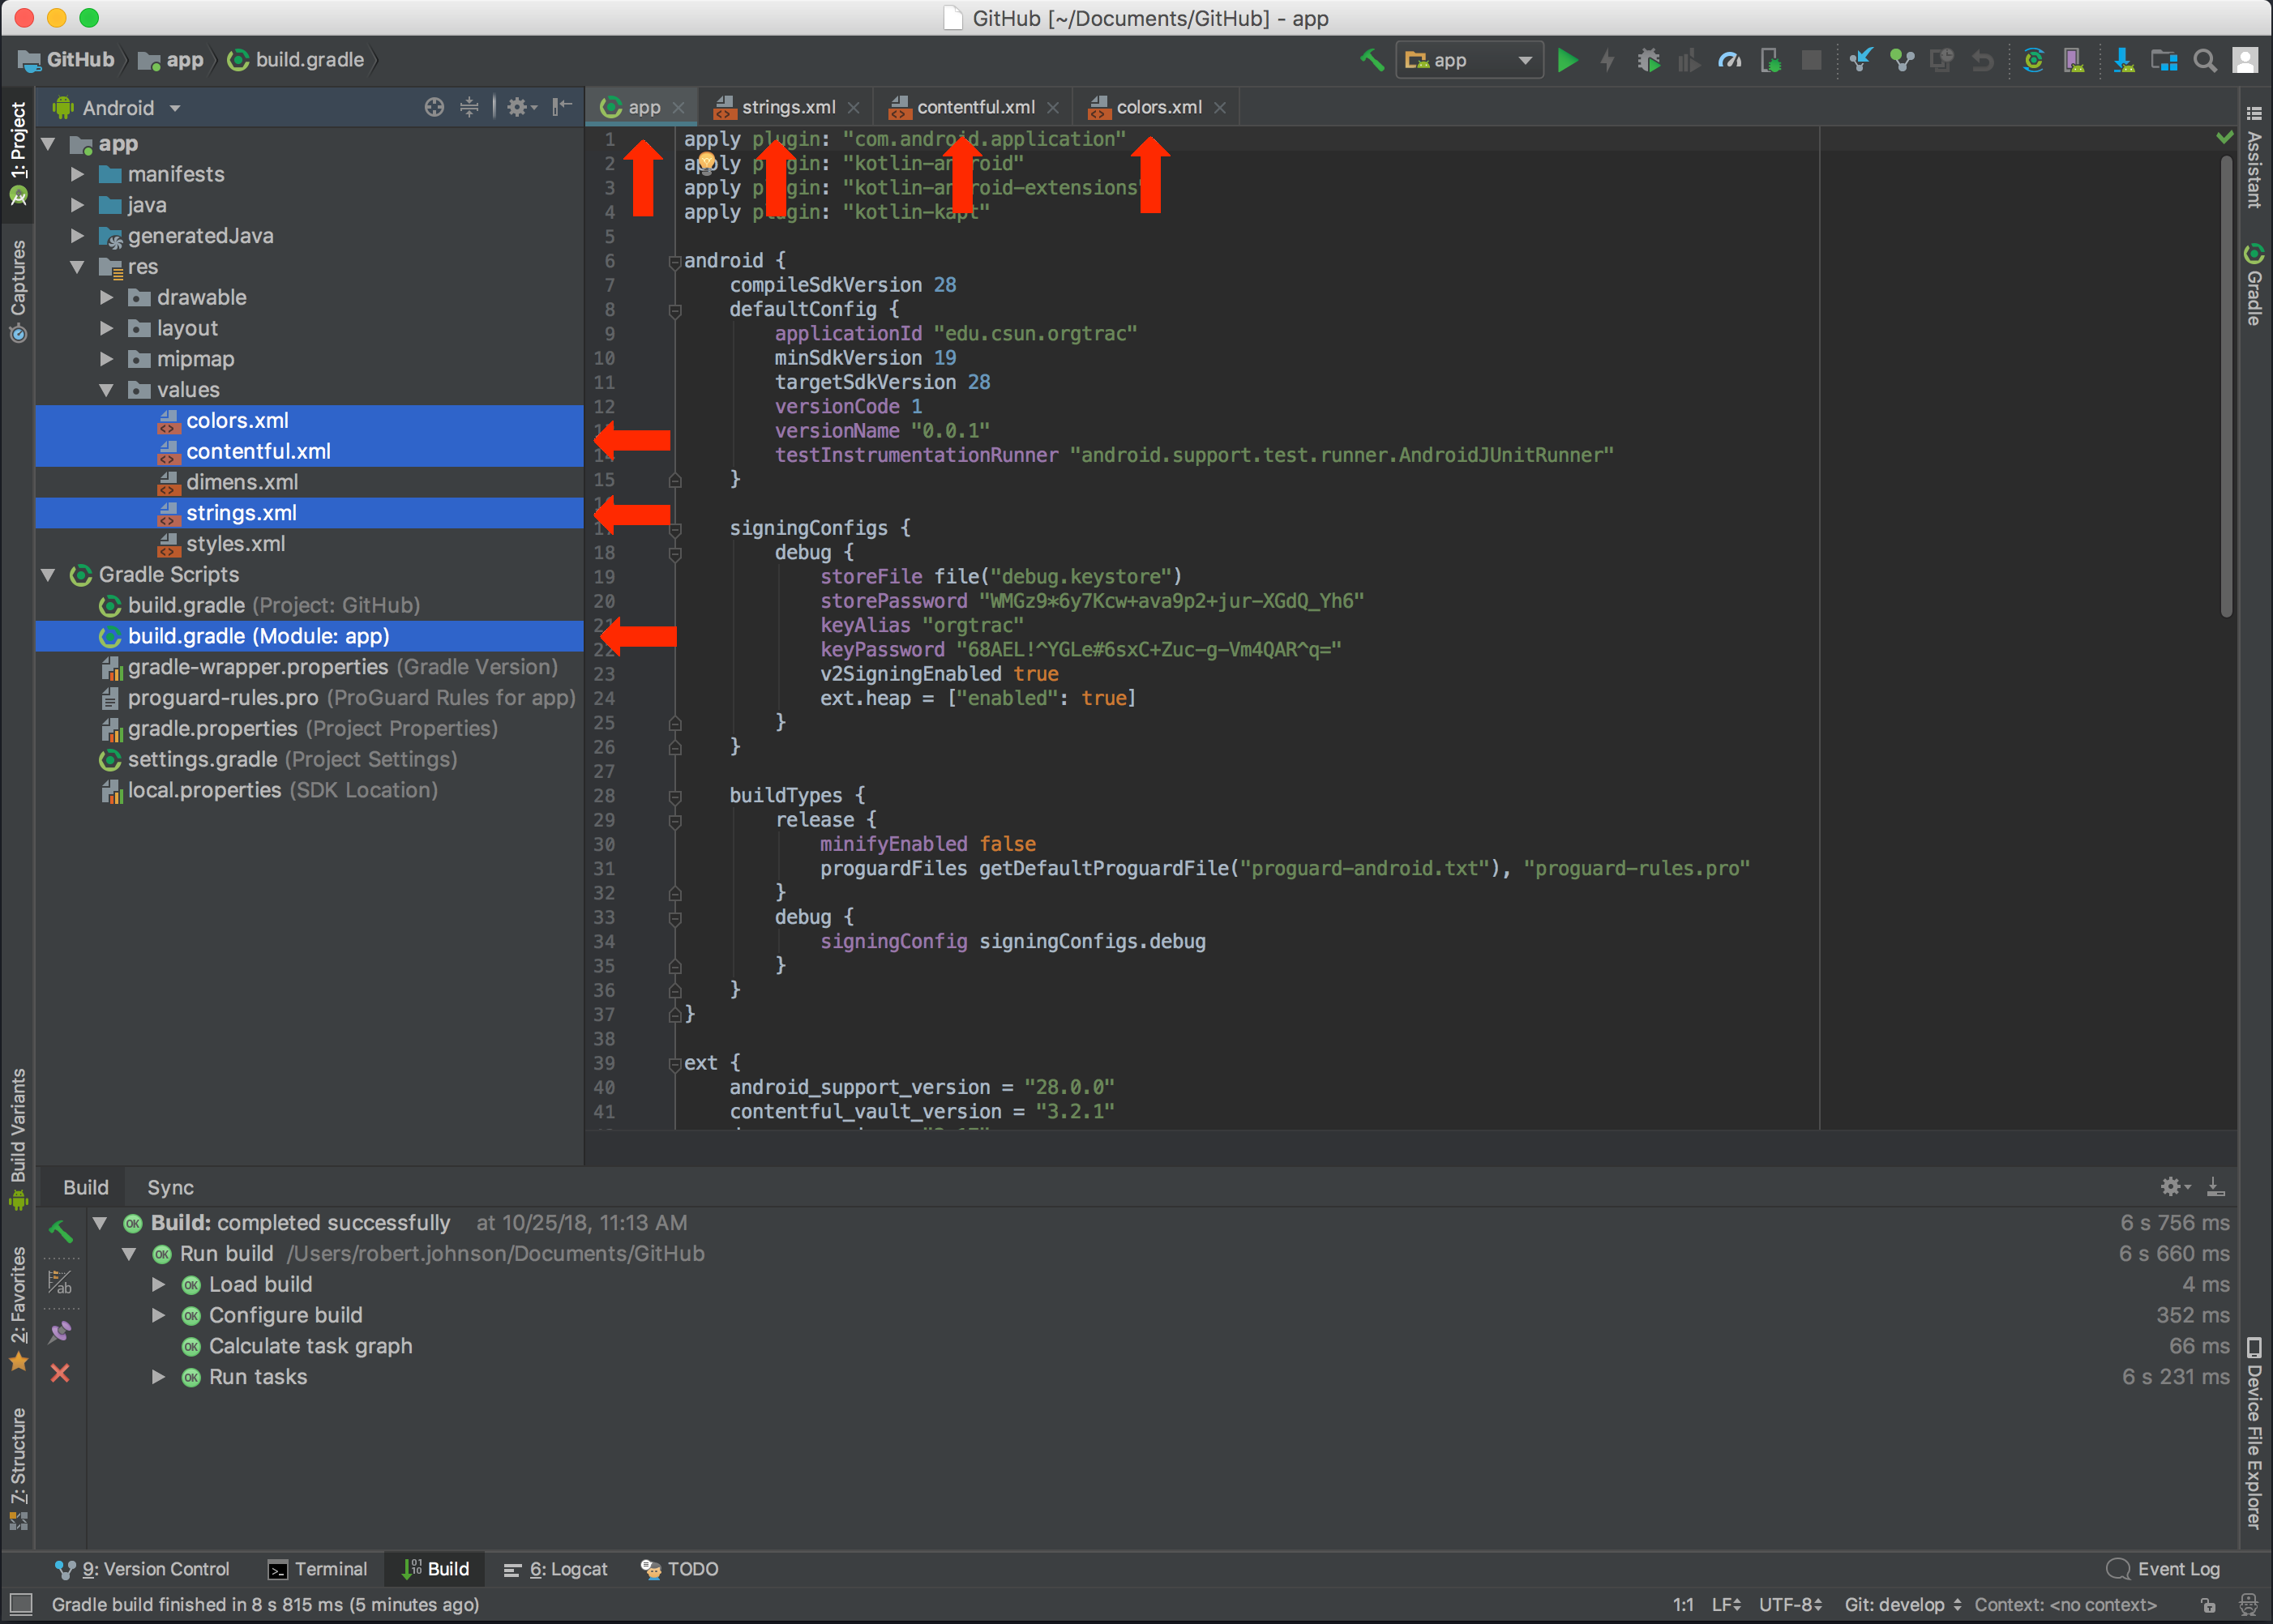 GitHub [~/Documents/GitHub] - app
GitHub app build.gradle
app
Android
app strings.xml contentful.xml colors.xml
1: Project
Captures
Build Variants
2: Favorites
7: Structure
app
manifests
java
generatedJava
res
drawable
layout
mipmap
values
colors.xml
contentful.xml
dimens.xml
strings.xml
styles.xml
Gradle Scripts
build.gradle (Project: GitHub)
build.gradle (Module: app)
gradle-wrapper.properties (Gradle Version)
proguard-rules.pro (ProGuard Rules for app)
gradle.properties (Project Properties)
settings.gradle (Project Settings)
local.properties (SDK Location)
1 apply plugin: "com.android.application"
2 apply plugin: "kotlin-android"
3 apply plugin: "kotlin-android-extensions"
4 apply plugin: "kotlin-kapt"
5
6 android {
7 compileSdkVersion 28
8 defaultConfig {
9 applicationId "edu.csun.orgtrac"
10 minSdkVersion 19
11 targetSdkVersion 28
12 versionCode 1
versionName "0.0.1"
14 testInstrumentationRunner "android.support.test.runner.AndroidJUnitRunner"
15 }
signingConfigs {
18 debug {
19 storeFile file("debug.keystore")
20 storePassword "WMGz9*6y7Kcw+ava9p2+jur-XGdQ_Yh6"
21 keyAlias "orgtrac"
22 keyPassword "68AEL!^YGLe#6sxC+Zuc-g-Vm4QAR^q="
23 v2SigningEnabled true
24 ext.heap = ["enabled": true]
25 }
26 }
27
28 buildTypes {
29 release {
30 minifyEnabled false
31 proguardFiles getDefaultProguardFile("proguard-android.txt"), "proguard-rules.pro"
32 }
33 debug {
34 signingConfig signingConfigs.debug
35 }
36 }
37 }
38
39 ext {
40 android_support_version = "28.0.0"
41 contentful_vault_version = "3.2.1"
Assistant
Gradle
Device File Explorer
Build Sync
Build: completed successfully at 10/25/18, 11:13 AM 6 s 756 ms
Run build /Users/robert.johnson/Documents/GitHub 6 s 660 ms
Load build 4 ms
Configure build 352 ms
Calculate task graph 66 ms
Run tasks 6 s 231 ms
9: Version Control Terminal Build 6: Logcat TODO Event Log
Gradle build finished in 8 s 815 ms (5 minutes ago) 1:1 LF UTF-8 Git: develop Context: <no context>